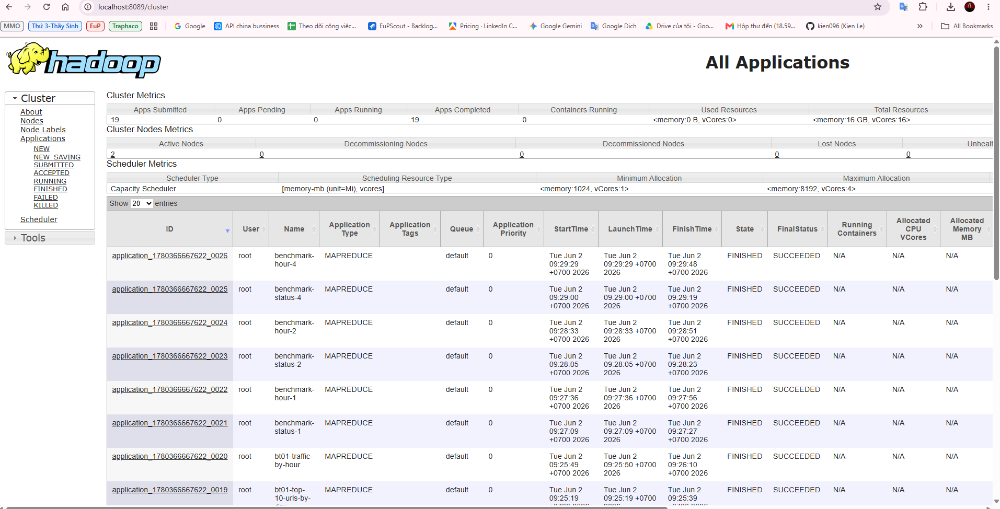 localhost:8089/cluster
MMO Thứ 3-Thầy Sinh EuP Traphaco Google API china bussiness Theo dõi công việc... EuPScout - Backlog... Pricing · LinkedIn C... Google Gemini Google Dịch Drive của tôi - Goo... Hộp thư đến (18.59... kien096 (Kien Le) » All Bookmarks
hadoop
All Applications
Cluster
About
Nodes
Node Labels
Applications
NEW
NEW_SAVING
SUBMITTED
ACCEPTED
RUNNING
FINISHED
FAILED
KILLED
Scheduler
Tools
Cluster Metrics
Apps Submitted Apps Pending Apps Running Apps Completed Containers Running Used Resources Total Resources
19 0 0 19 0 <memory:0 B, vCores:0> <memory:16 GB, vCores:16>
Cluster Nodes Metrics
Active Nodes Decommissioning Nodes Decommissioned Nodes Lost Nodes Unhealt
2 0 0 0 0
Scheduler Metrics
Scheduler Type Scheduling Resource Type Minimum Allocation Maximum Allocation
Capacity Scheduler [memory-mb (unit=Mi), vcores] <memory:1024, vCores:1> <memory:8192, vCores:4>
Show 20 entries
ID User Name Application Type Application Tags Queue Application Priority StartTime LaunchTime FinishTime State FinalStatus Running Containers Allocated CPU VCores Allocated Memory MB
application_1780366667622_0026 root benchmark-hour-4 MAPREDUCE default 0 Tue Jun 2 09:29:29 +0700 2026 Tue Jun 2 09:29:29 +0700 2026 Tue Jun 2 09:29:48 +0700 2026 FINISHED SUCCEEDED N/A N/A N/A
application_1780366667622_0025 root benchmark-status-4 MAPREDUCE default 0 Tue Jun 2 09:29:00 +0700 2026 Tue Jun 2 09:29:00 +0700 2026 Tue Jun 2 09:29:19 +0700 2026 FINISHED SUCCEEDED N/A N/A N/A
application_1780366667622_0024 root benchmark-hour-2 MAPREDUCE default 0 Tue Jun 2 09:28:33 +0700 2026 Tue Jun 2 09:28:33 +0700 2026 Tue Jun 2 09:28:51 +0700 2026 FINISHED SUCCEEDED N/A N/A N/A
application_1780366667622_0023 root benchmark-status-2 MAPREDUCE default 0 Tue Jun 2 09:28:05 +0700 2026 Tue Jun 2 09:28:05 +0700 2026 Tue Jun 2 09:28:23 +0700 2026 FINISHED SUCCEEDED N/A N/A N/A
application_1780366667622_0022 root benchmark-hour-1 MAPREDUCE default 0 Tue Jun 2 09:27:36 +0700 2026 Tue Jun 2 09:27:36 +0700 2026 Tue Jun 2 09:27:56 +0700 2026 FINISHED SUCCEEDED N/A N/A N/A
application_1780366667622_0021 root benchmark-status-1 MAPREDUCE default 0 Tue Jun 2 09:27:09 +0700 2026 Tue Jun 2 09:27:09 +0700 2026 Tue Jun 2 09:27:27 +0700 2026 FINISHED SUCCEEDED N/A N/A N/A
application_1780366667622_0020 root bt01-traffic-by-hour MAPREDUCE default 0 Tue Jun 2 09:25:49 +0700 2026 Tue Jun 2 09:25:50 +0700 2026 Tue Jun 2 09:26:10 +0700 2026 FINISHED SUCCEEDED N/A N/A N/A
application_1780366667622_0019 root bt01-top-10-urls-by- MAPREDUCE default 0 Tue Jun 2 09:25:19 Tue Jun 2 09:25:19 +0700 Tue Jun 2 09:25:39 FINISHED SUCCEEDED N/A N/A N/A